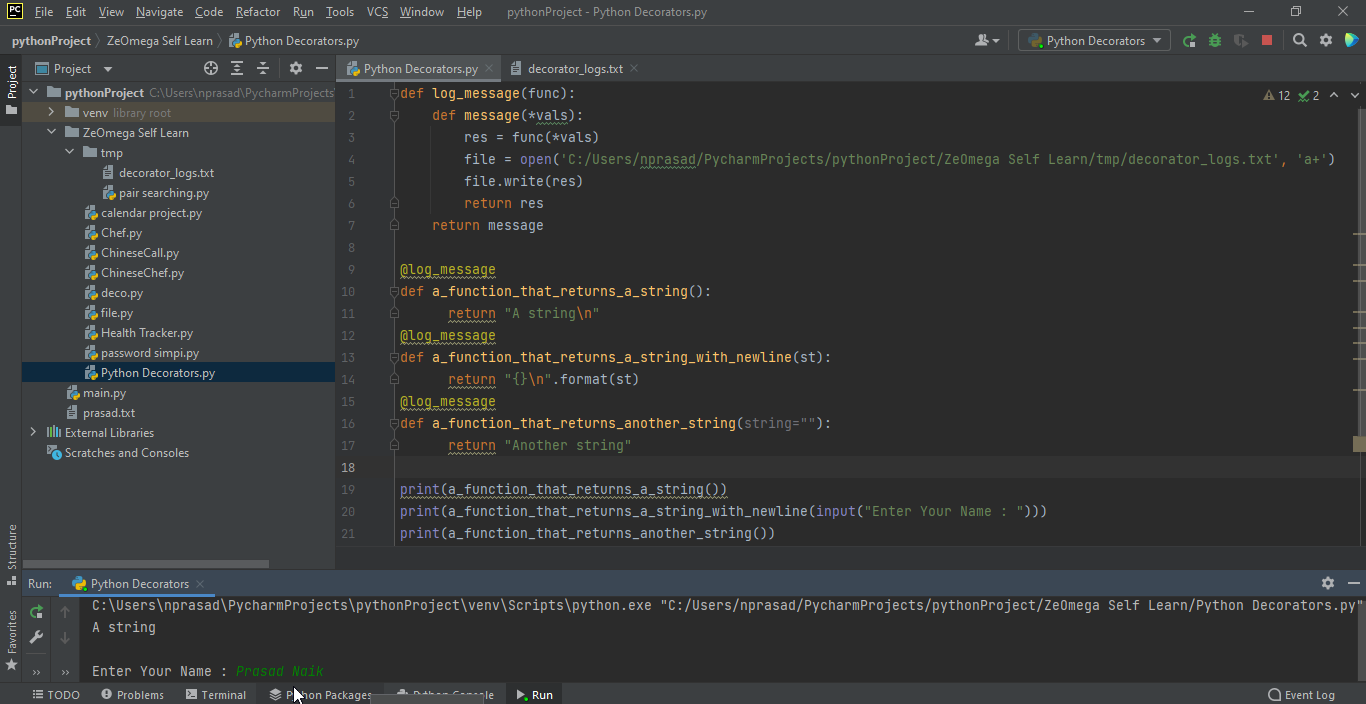 PC File Edit View Navigate Code Refactor Run Tools VCS Window Help pythonProject - Python Decorators.py
pythonProject ZeOmega Self Learn Python Decorators.py Python Decorators
Project Project Python Decorators.py decorator_logs.txt
pythonProject C:\Users\nprasad\PycharmProjects
venv library root
ZeOmega Self Learn
tmp
decorator_logs.txt
pair searching.py
calendar project.py
Chef.py
ChineseCall.py
ChineseChef.py
deco.py
file.py
Health Tracker.py
password simpi.py
Python Decorators.py
main.py
prasad.txt
External Libraries
Scratches and Consoles
12 2
1 def log_message(func):
2 def message(*vals):
3 res = func(*vals)
4 file = open('C:/Users/nprasad/PycharmProjects/pythonProject/ZeOmega Self Learn/tmp/decorator_logs.txt', 'a+')
5 file.write(res)
6 return res
7 return message
8
9 @log_message
10 def a_function_that_returns_a_string():
11 return "A string\n"
12 @log_message
13 def a_function_that_returns_a_string_with_newline(st):
14 return "{}\n".format(st)
15 @log_message
16 def a_function_that_returns_another_string(string=""):
17 return "Another string"
18
19 print(a_function_that_returns_a_string())
20 print(a_function_that_returns_a_string_with_newline(input("Enter Your Name : ")))
21 print(a_function_that_returns_another_string())
Structure
Favorites
Run: Python Decorators
C:\Users\nprasad\PycharmProjects\pythonProject\venv\Scripts\python.exe "C:/Users/nprasad/PycharmProjects/pythonProject/ZeOmega Self Learn/Python Decorators.py"
A string
Enter Your Name : Prasad Naik
TODO Problems Terminal Python Packages Python Console Run Event Log